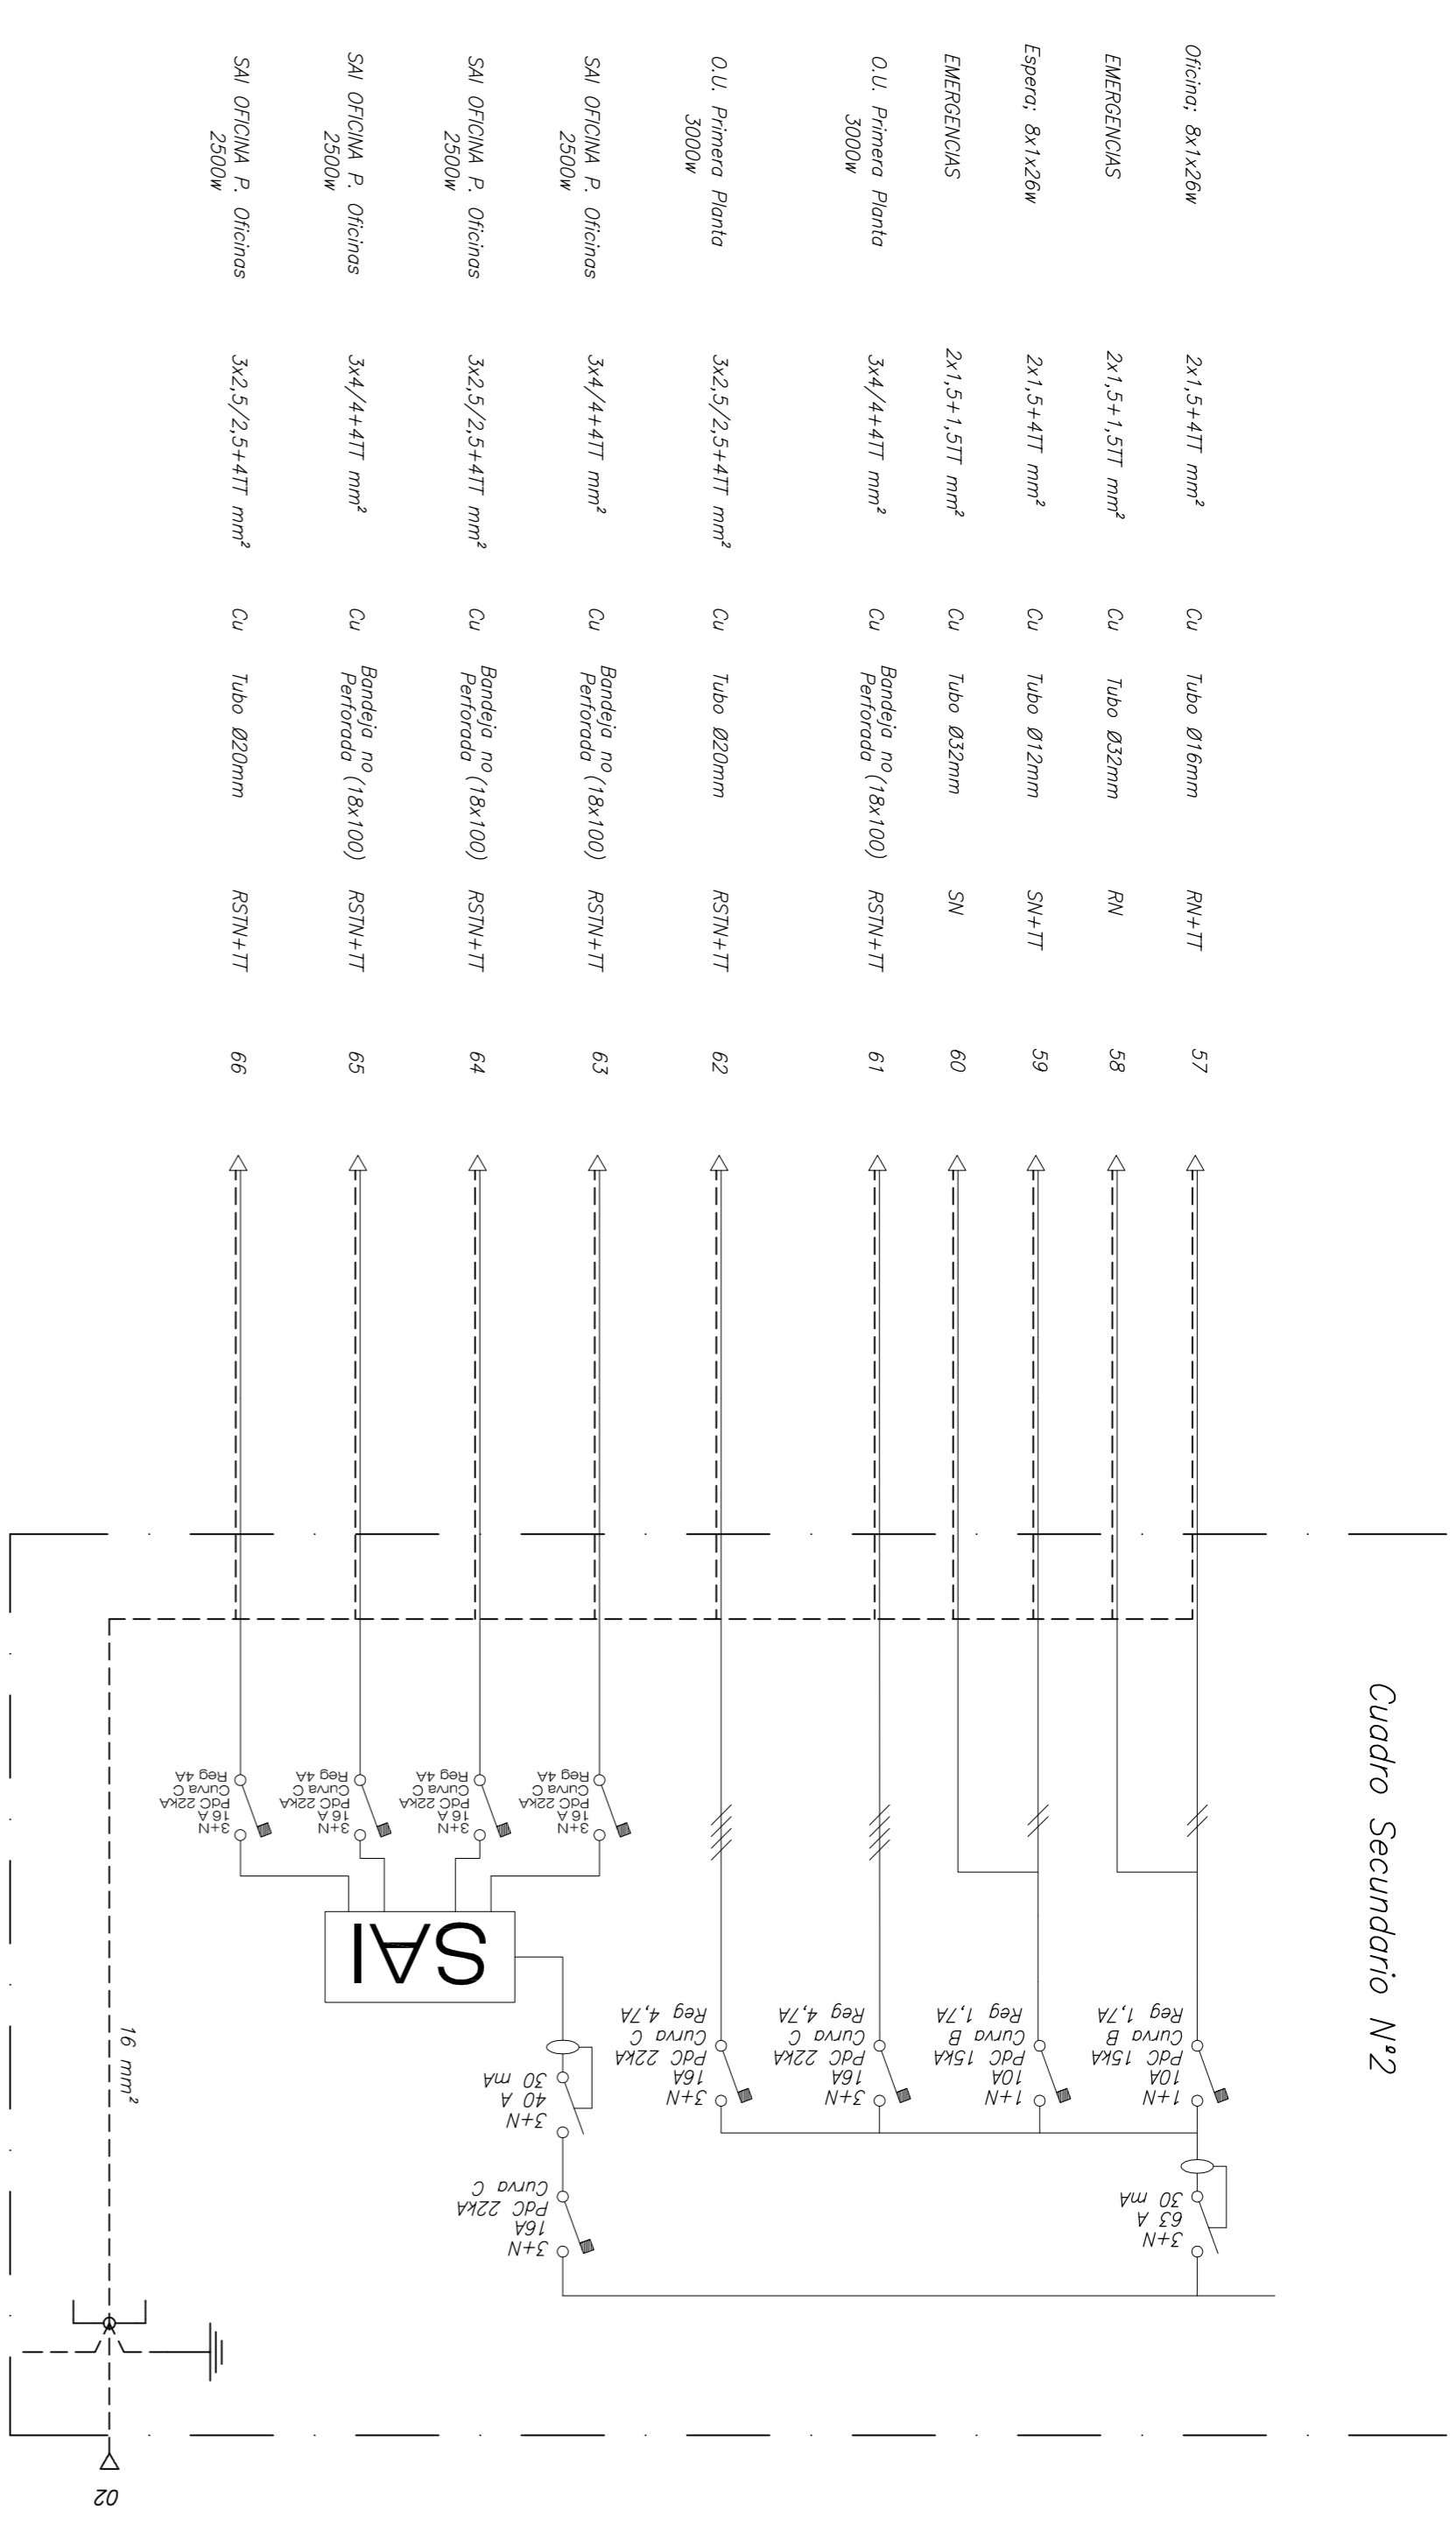 Cuadro Secundario N°2
Oficina; 8x1x26w
2x1,5+4TT mm²
Cu
Tubo Ø16mm
RN+TT
57
EMERGENCIAS
2x1,5+1,5TT mm²
Cu
Tubo Ø32mm
RN
58
Espera; 8x1x26w
2x1,5+4TT mm²
Cu
Tubo Ø12mm
SN+TT
59
EMERGENCIAS
2x1,5+1,5TT mm²
Cu
Tubo Ø32mm
SN
60
O.U. Primera Planta
3000w
3x4/4+4TT mm²
Cu
Bandeja no
Perforada (18x100)
RSTN+TT
61
O.U. Primera Planta
3000w
3x2,5/2,5+4TT mm²
Cu
Tubo Ø20mm
RSTN+TT
62
SAI OFICINA P. Oficinas
2500w
3x4/4+4TT mm²
Cu
Bandeja no
Perforada (18x100)
RSTN+TT
63
SAI OFICINA P. Oficinas
2500w
3x2,5/2,5+4TT mm²
Cu
Bandeja no
Perforada (18x100)
RSTN+TT
64
SAI OFICINA P. Oficinas
2500w
3x4/4+4TT mm²
Cu
Bandeja no
Perforada (18x100)
RSTN+TT
65
SAI OFICINA P. Oficinas
2500w
3x2,5/2,5+4TT mm²
Cu
Tubo Ø20mm
RSTN+TT
66
3+N
16A
PdC 22kA
Curva C
Reg 4A
3+N
16A
PdC 22kA
Curva C
Reg 4A
3+N
16A
PdC 22kA
Curva C
Reg 4A
3+N
16A
PdC 22kA
Curva C
Reg 4A
SAI
3+N
40 A
30 mA
3+N
16A
PdC 22kA
Curva C
3+N
16A
PdC 22kA
Curva C
Reg 4,7A
3+N
16A
PdC 22kA
Curva C
Reg 4,7A
1+N
10A
PdC 15kA
Curva B
Reg 1,7A
1+N
10A
PdC 15kA
Curva B
Reg 1,7A
3+N
63 A
30 mA
16 mm²
02